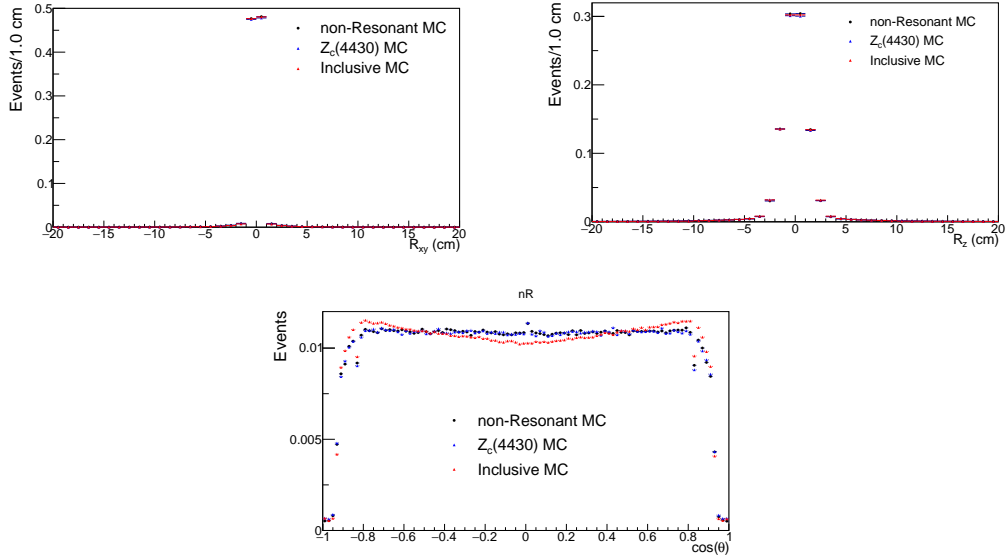 0.5
0.4
0.3
0.2
0.1
0
Events/1.0 cm
non-Resonant MC
Z_c(4430) MC
Inclusive MC
−20 −15 −10 −5 0 5 10 15 20
R_xy (cm)
0.3
0.2
0.1
0
Events/1.0 cm
non-Resonant MC
Z_c(4430) MC
Inclusive MC
−20 −15 −10 −5 0 5 10 15 20
R_z (cm)
nR
Events
0.01
0.005
0
non-Resonant MC
Z_c(4430) MC
Inclusive MC
−1 −0.8 −0.6 −0.4 −0.2 0 0.2 0.4 0.6 0.8 1
cos(θ)